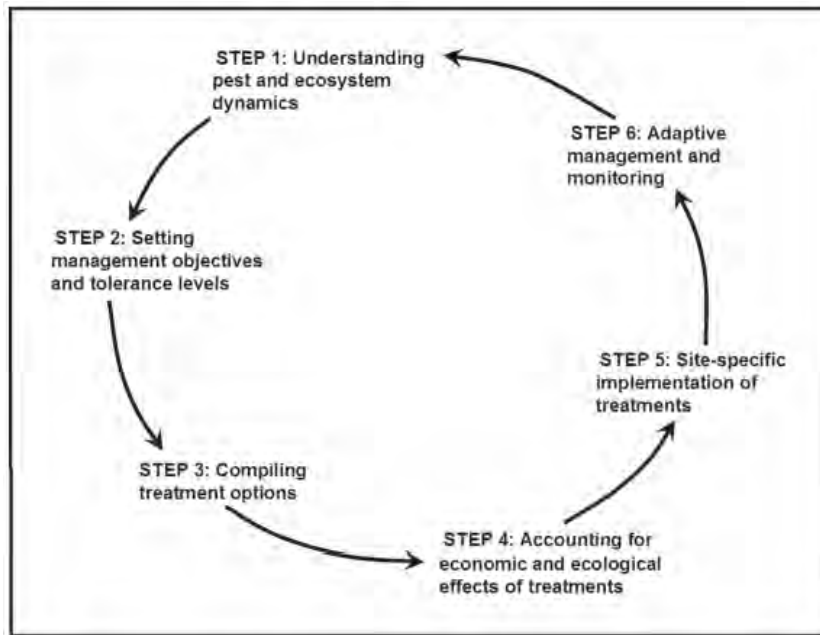 STEP 1: Understanding
pest and ecosystem
dynamics
STEP 2: Setting
management objectives
and tolerance levels
STEP 3: Compiling
treatment options
STEP 4: Accounting for
economic and ecological
effects of treatments
STEP 5: Site-specific
implementation of
treatments
STEP 6: Adaptive
management and
monitoring